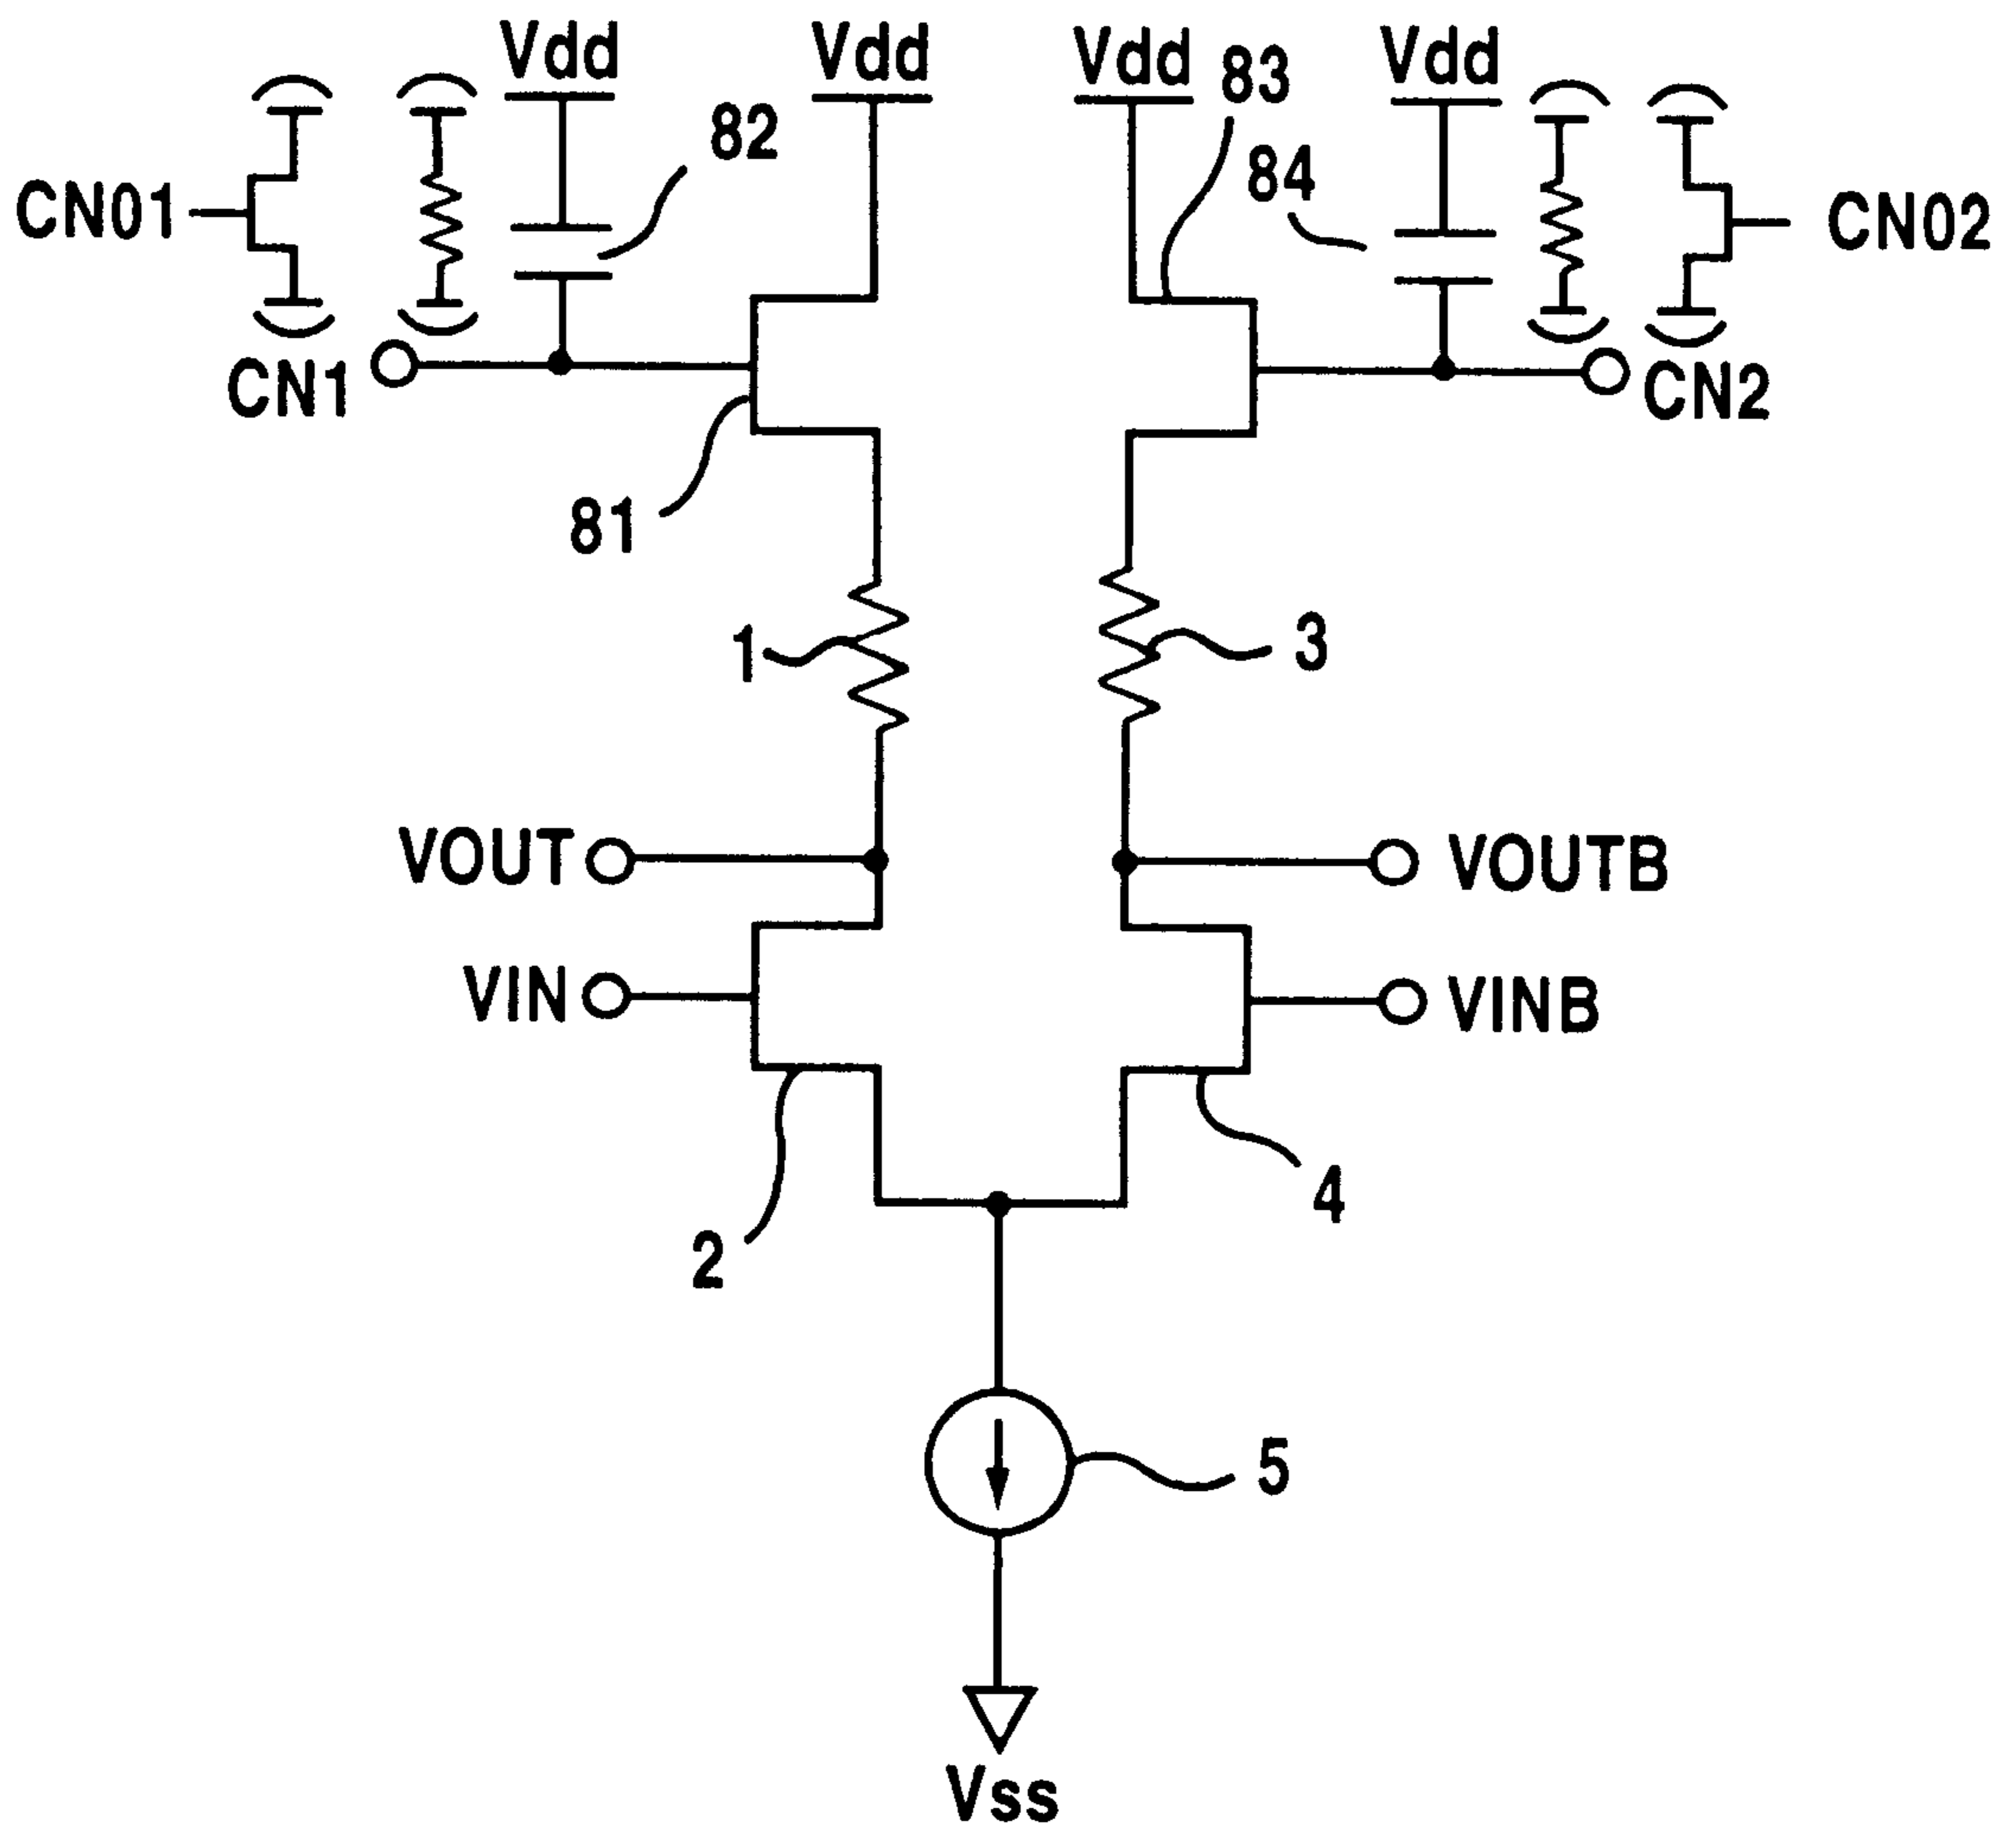 Vdd Vdd Vdd Vdd
83
82
84
CN01
CN02
CN1
CN2
81
1
3
VOUT
VOUTB
VIN
VINB
4
2
5
Vss